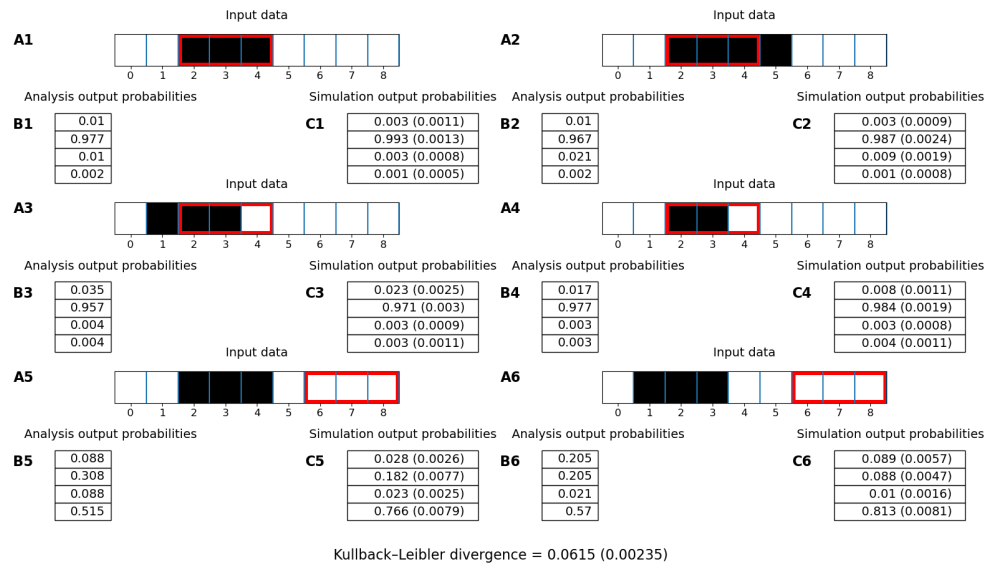 Input data Input data
A1 A2
0 1 2 3 4 5 6 7 8 0 1 2 3 4 5 6 7 8
Analysis output probabilities Simulation output probabilities Analysis output probabilities Simulation output probabilities
B1 0.01 C1 0.003 (0.0011) B2 0.01 C2 0.003 (0.0009)
0.977 0.993 (0.0013) 0.967 0.987 (0.0024)
0.01 0.003 (0.0008) 0.021 0.009 (0.0019)
0.002 0.001 (0.0005) 0.002 0.001 (0.0008)
Input data Input data
A3 A4
0 1 2 3 4 5 6 7 8 0 1 2 3 4 5 6 7 8
Analysis output probabilities Simulation output probabilities Analysis output probabilities Simulation output probabilities
B3 0.035 C3 0.023 (0.0025) B4 0.017 C4 0.008 (0.0011)
0.957 0.971 (0.003) 0.977 0.984 (0.0019)
0.004 0.003 (0.0009) 0.003 0.003 (0.0008)
0.004 0.003 (0.0011) 0.003 0.004 (0.0011)
Input data Input data
A5 A6
0 1 2 3 4 5 6 7 8 0 1 2 3 4 5 6 7 8
Analysis output probabilities Simulation output probabilities Analysis output probabilities Simulation output probabilities
B5 0.088 C5 0.028 (0.0026) B6 0.205 C6 0.089 (0.0057)
0.308 0.182 (0.0077) 0.205 0.088 (0.0047)
0.088 0.023 (0.0025) 0.021 0.01 (0.0016)
0.515 0.766 (0.0079) 0.57 0.813 (0.0081)
Kullback–Leibler divergence = 0.0615 (0.00235)